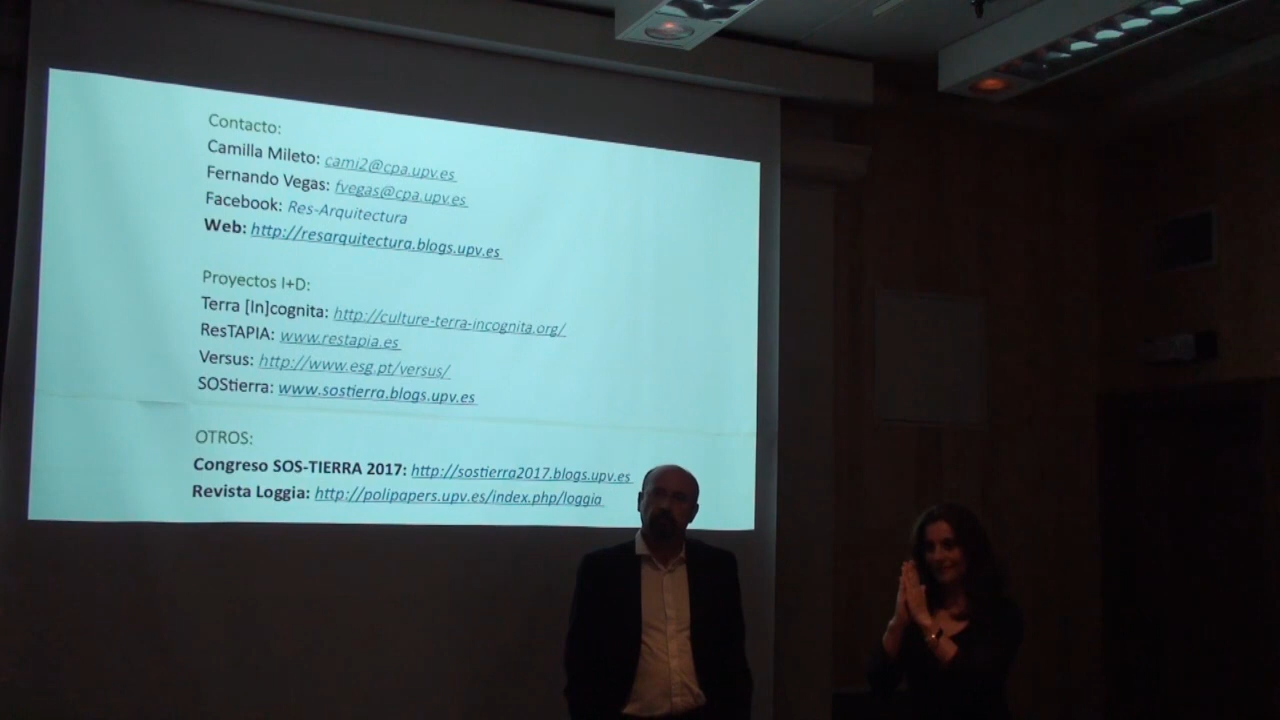 Contacto:
Camilla Mileto: cami2@cpa.upv.es
Fernando Vegas: fvegas@cpa.upv.es
Facebook: Res-Arquitectura
Web: http://resarquitectura.blogs.upv.es
Proyectos I+D:
Terra [In]cognita: http://culture-terra-incognita.org/
ResTAPIA: www.restapia.es
Versus: http://www.esg.pt/versus/
SOStierra: www.sostierra.blogs.upv.es
OTROS:
Congreso SOS-TIERRA 2017: http://sostierra2017.blogs.upv.es
Revista Loggia: http://polipapers.upv.es/index.php/loggia